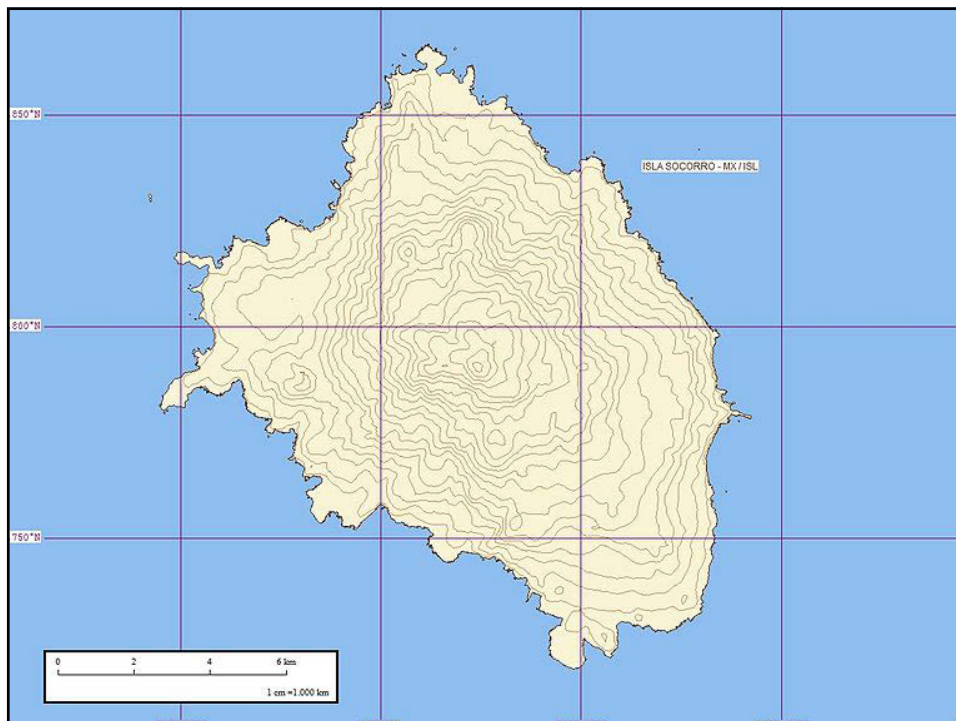 850°N
ISLA SOCORRO - MX / ISL
800°N
750°N
0 2 4 6 km
1 cm =1.000 km